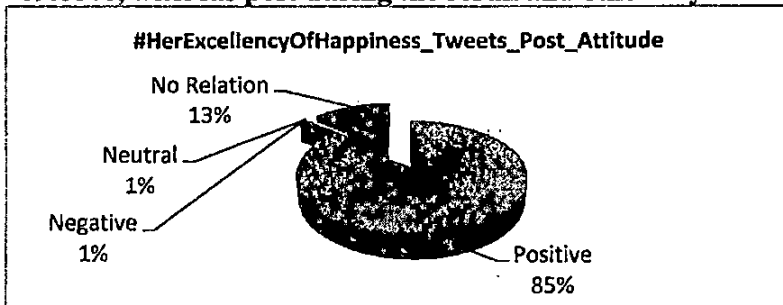 #HerExcellencyOfHappiness_Tweets_Post_Attitude
No Relation
13%
Neutral
1%
Negative
1%
Positive
85%